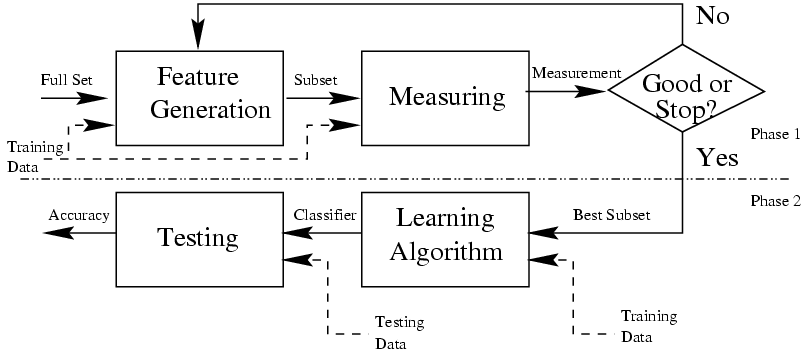 No
Full Set
Feature
Generation
Subset
Measuring
Measurement
Good or
Stop?
Training
Data
Phase 1
Yes
Phase 2
Accuracy
Testing
Classifier
Learning
Algorithm
Best Subset
Testing
Data
Training
Data